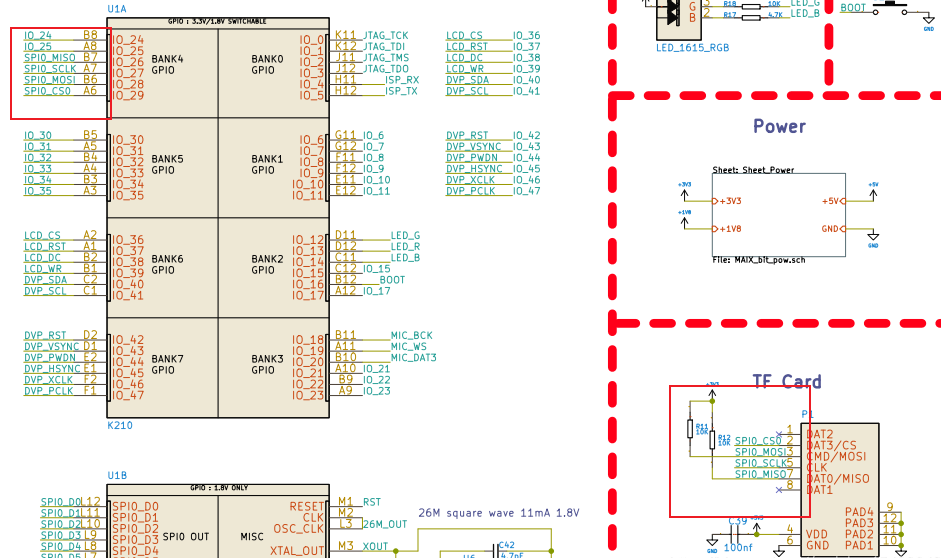 U1A
GPIO : 3.3V/1.8V SWITCHABLE
IO_24 B8 IO_24
IO_25 A8 IO_25
SPI0_MISO B7 IO_26
SPI0_SCLK A7 IO_27
SPI0_MOSI B6 IO_28
SPI0_CS0 A6 IO_29
BANK4
GPIO
BANK0
GPIO
IO_0 K11 JTAG_TCK
IO_1 K12 JTAG_TDI
IO_2 J11 JTAG_TMS
IO_3 J12 JTAG_TDO
IO_4 H11 ISP_RX
IO_5 H12 ISP_TX
LCD_CS IO_36
LCD_RST IO_37
LCD_DC IO_38
LCD_WR IO_39
DVP_SDA IO_40
DVP_SCL IO_41
IO_30 B5 IO_30
IO_31 A5 IO_31
IO_32 B4 IO_32
IO_33 A4 IO_33
IO_34 B3 IO_34
IO_35 A3 IO_35
BANK5
GPIO
BANK1
GPIO
IO_6 G11 IO_6
IO_7 G12 IO_7
IO_8 F11 IO_8
IO_9 F12 IO_9
IO_10 E11 IO_10
IO_11 E12 IO_11
DVP_RST IO_42
DVP_VSYNC IO_43
DVP_PWDN IO_44
DVP_HSYNC IO_45
DVP_XCLK IO_46
DVP_PCLK IO_47
LCD_CS A2 IO_36
LCD_RST A1 IO_37
LCD_DC B2 IO_38
LCD_WR B1 IO_39
DVP_SDA C2 IO_40
DVP_SCL C1 IO_41
BANK6
GPIO
BANK2
GPIO
IO_12 D11 LED_G
IO_13 D12 LED_R
IO_14 C11 LED_B
IO_15 C12 IO_15
IO_16 B12 BOOT
IO_17 A12 IO_17
DVP_RST D2 IO_42
DVP_VSYNC D1 IO_43
DVP_PWDN E2 IO_44
DVP_HSYNC E1 IO_45
DVP_XCLK F2 IO_46
DVP_PCLK F1 IO_47
BANK7
GPIO
BANK3
GPIO
IO_18 B11 MIC_BCK
IO_19 A11 MIC_WS
IO_20 B10 MIC_DAT3
IO_21 A10 IO_21
IO_22 B9 IO_22
IO_23 A9 IO_23
K210
U1B
GPIO : 1.8V ONLY
SPI0_D0 L12 SPI0_D0
SPI0_D1 L11 SPI0_D1
SPI0_D2 L10 SPI0_D2
SPI0_D3 L9 SPI0_D3
SPI0_D4 L8 SPI0_D4
SPI0 OUT
MISC
RESET M1 RST
CLK M2
OSC_CLK L3 26M_OUT
XTAL_OUT M3 XOUT
26M square wave 11mA 1.8V
C42
4.7nF
G 3 R18 10K LED_G
B 2 R17 4.7K LED_B
LED_1615_RGB
BOOT
GND
Power
Sheet: Sheet_Power
+3V3 +3V3
+1V8 +1V8
+5V +5V
GND GND
File: MAIX_bit_pow.sch
TF Card
+3V3
P1
R11
10K
R12
10K
1 DAT2
SPI0_CS0 2 DAT3/CS
SPI0_MOSI 3 CMD/MOSI
SPI0_SCLK 5 CLK
SPI0_MISO 7 DAT0/MISO
8 DAT1
PAD4 9
PAD3 12
PAD2 11
PAD1 10
C39
100nf
+3V3
4 VDD
6 GND
GND